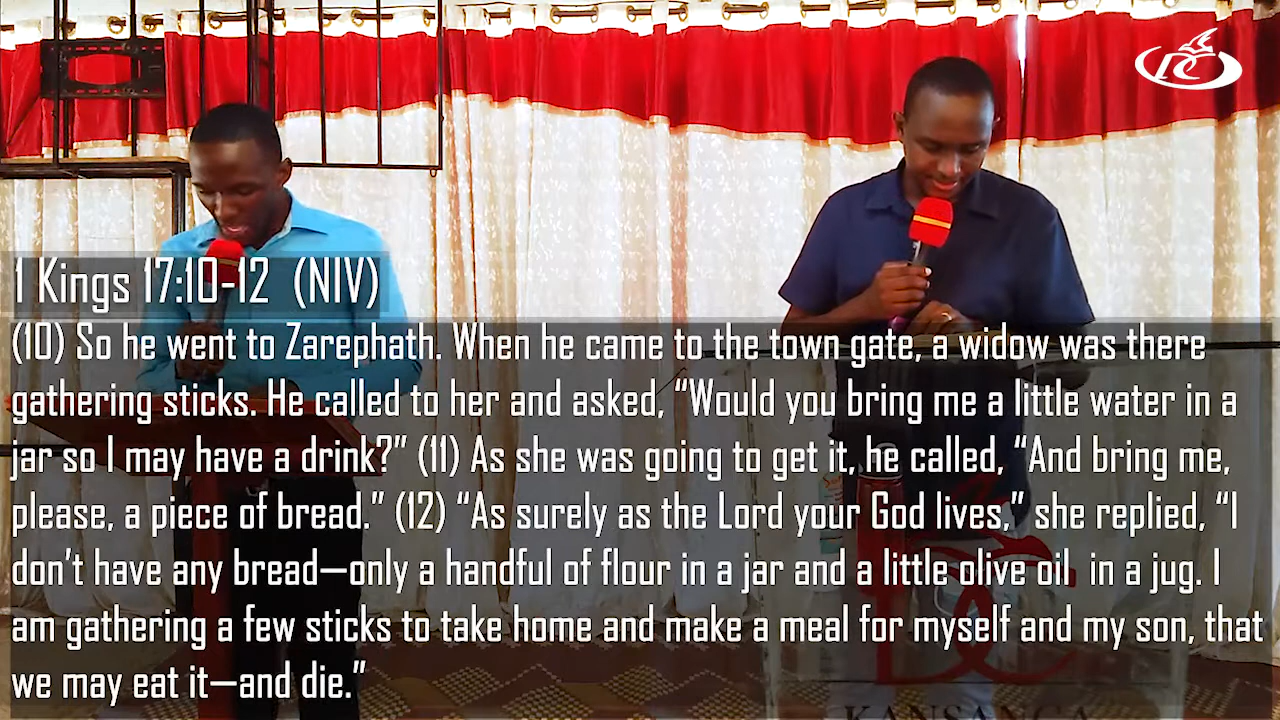 DC
1 Kings 17:10-12 (NIV)
(10) So he went to Zarephath. When he came to the town gate, a widow was there
gathering sticks. He called to her and asked, “Would you bring me a little water in a
jar so I may have a drink?” (11) As she was going to get it, he called, “And bring me,
please, a piece of bread.” (12) “As surely as the Lord your God lives,” she replied, “I
don’t have any bread—only a handful of flour in a jar and a little olive oil in a jug. I
am gathering a few sticks to take home and make a meal for myself and my son, that
we may eat it—and die.”
DC
KANSANGA